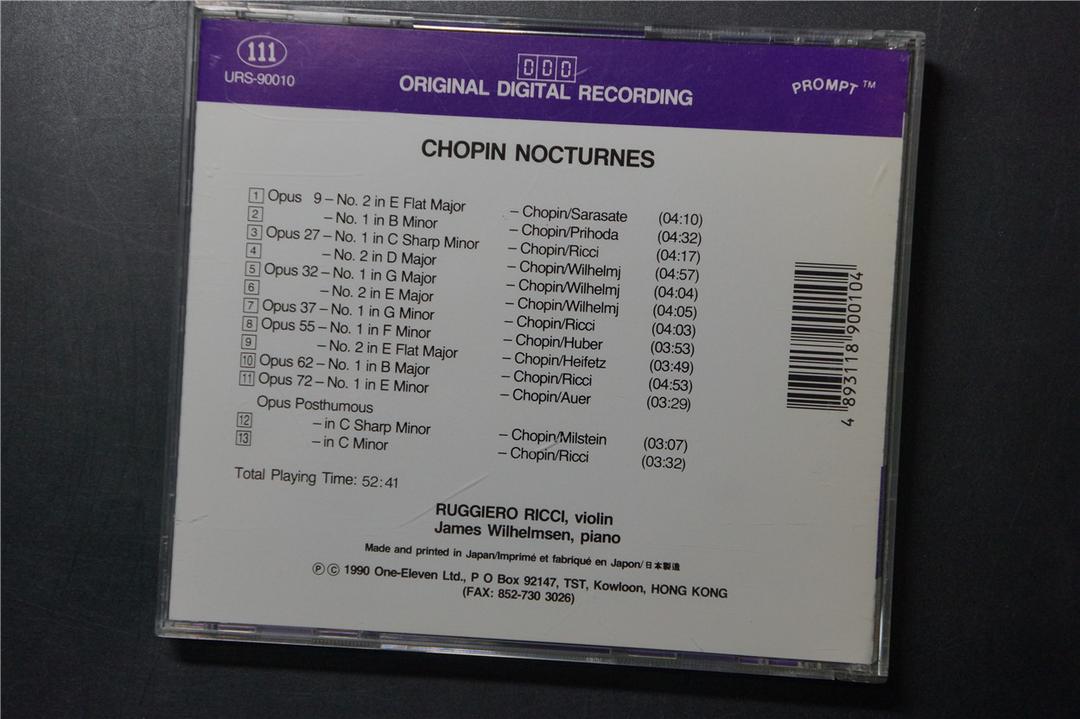 111
URS-90010
DDD
ORIGINAL DIGITAL RECORDING
PROMPT ™
CHOPIN NOCTURNES
1 Opus 9 – No. 2 in E Flat Major – Chopin/Sarasate (04:10)
2 – No. 1 in B Minor – Chopin/Prihoda (04:32)
3 Opus 27 – No. 1 in C Sharp Minor – Chopin/Ricci (04:17)
4 – No. 2 in D Major – Chopin/Wilhelmj (04:57)
5 Opus 32 – No. 1 in G Major – Chopin/Wilhelmj (04:04)
6 – No. 2 in E Major – Chopin/Wilhelmj (04:05)
7 Opus 37 – No. 1 in G Minor – Chopin/Ricci (04:03)
8 Opus 55 – No. 1 in F Minor – Chopin/Huber (03:53)
9 – No. 2 in E Flat Major – Chopin/Heifetz (03:49)
10 Opus 62 – No. 1 in B Major – Chopin/Ricci (04:53)
11 Opus 72 – No. 1 in E Minor – Chopin/Auer (03:29)
Opus Posthumous
12 – in C Sharp Minor – Chopin/Milstein (03:07)
13 – in C Minor – Chopin/Ricci (03:32)
Total Playing Time: 52:41
4 893118 900104
RUGGIERO RICCI, violin
James Wilhelmsen, piano
Made and printed in Japan/Imprimé et fabriqué en Japon/日本製造
Ⓟ Ⓒ 1990 One-Eleven Ltd., P O Box 92147, TST, Kowloon, HONG KONG
(FAX: 852-730 3026)